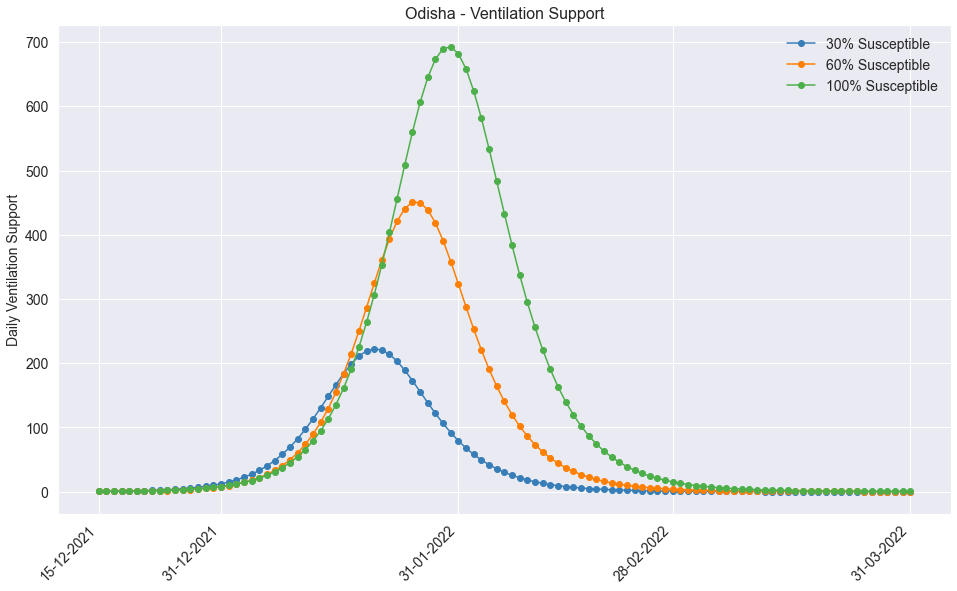 Odisha - Ventilation Support
Daily Ventilation Support
700
600
500
400
300
200
100
0
30% Susceptible
60% Susceptible
100% Susceptible
15-12-2021
31-12-2021
31-01-2022
28-02-2022
31-03-2022